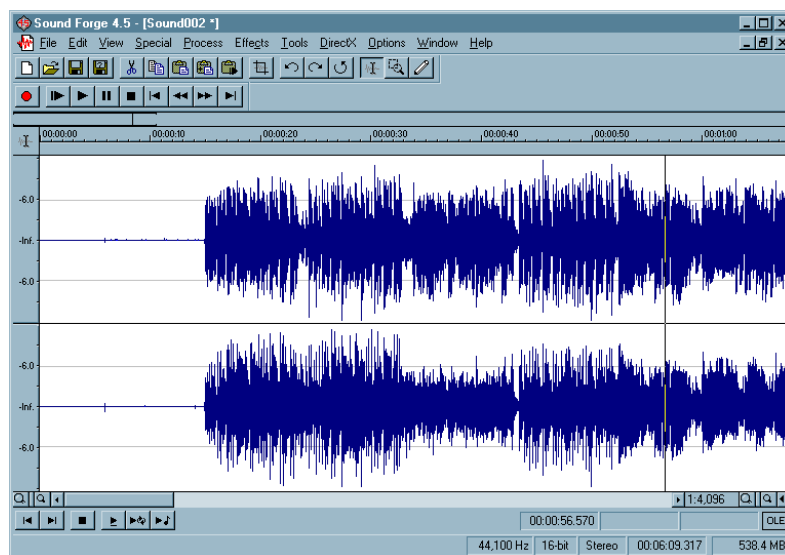 Sound Forge 4.5 - [Sound002 *]
File Edit View Special Process Effects Tools DirectX Options Window Help
00:00:00 00:00:10 00:00:20 00:00:30 00:00:40 00:00:50 00:01:00
-6.0
-Inf.
-6.0
-6.0
-Inf.
-6.0
1:4,096
00:00:56.570 OLE
44,100 Hz 16-bit Stereo 00:06:09.317 538.4 MB